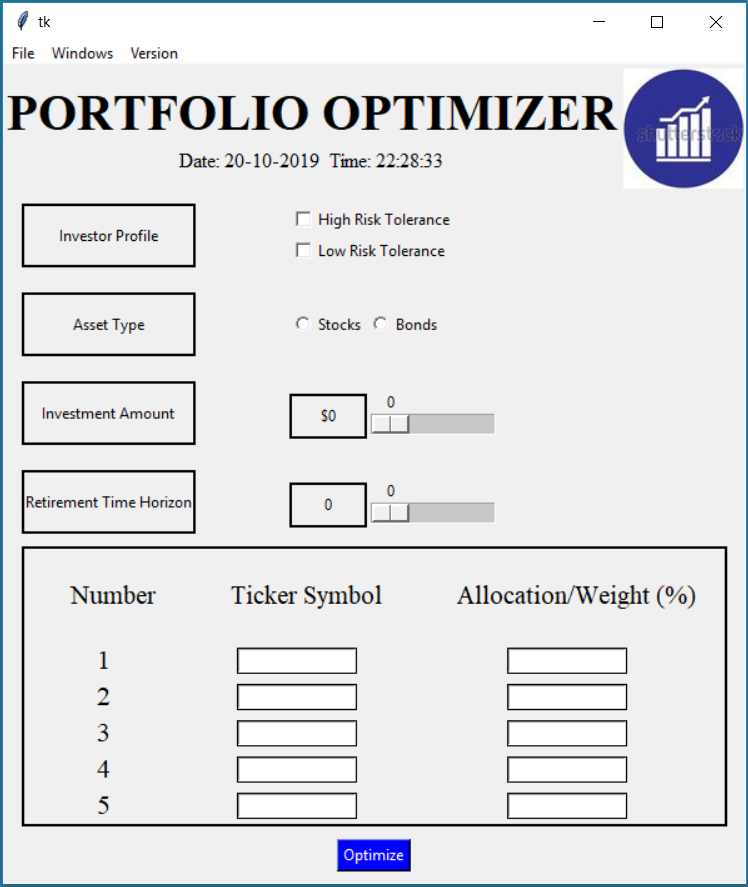 tk
File Windows Version
PORTFOLIO OPTIMIZER
shutterstock
Date: 20-10-2019 Time: 22:28:33
Investor Profile
High Risk Tolerance
Low Risk Tolerance
Asset Type
Stocks Bonds
Investment Amount
$0
0
Retirement Time Horizon
0
0
Number Ticker Symbol Allocation/Weight (%)
1
2
3
4
5
Optimize